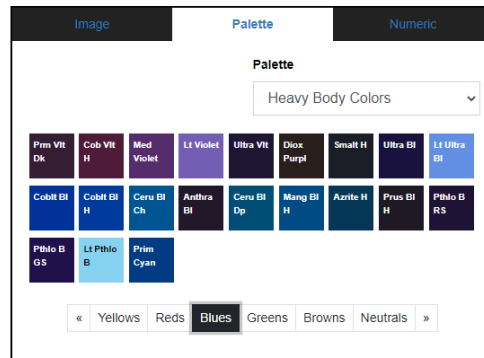 Image Palette Numeric
Palette
Heavy Body Colors
Prm Vlt Dk
Cob Vlt H
Med Violet
Lt Violet
Ultra Vlt
Diox Purpl
Smalt H
Ultra Bl
Lt Ultra Bl
Coblt Bl
Coblt Bl H
Ceru Bl Ch
Anthra Bl
Ceru Bl Dp
Mang Bl H
Azrite H
Prus Bl H
Pthlo B RS
Pthlo B GS
Lt Pthlo B
Prim Cyan
« Yellows Reds Blues Greens Browns Neutrals »